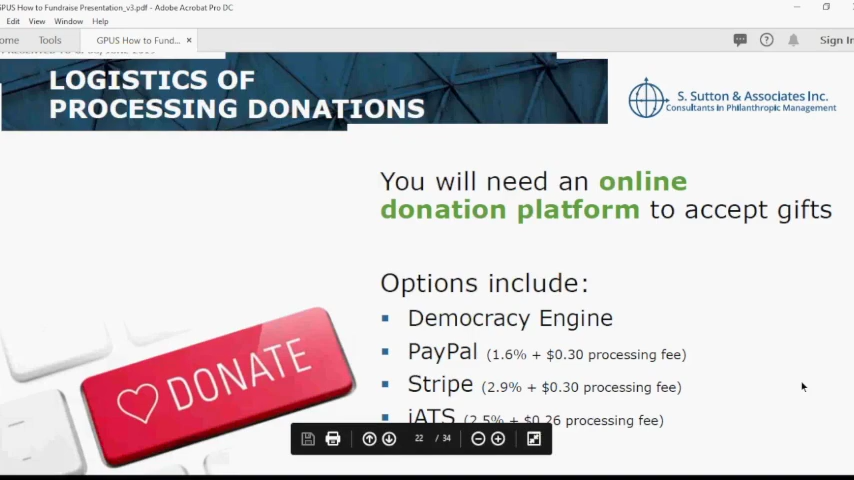 GPUS How to Fundraise Presentation_v3.pdf - Adobe Acrobat Pro DC
Edit View Window Help
ome Tools GPUS How to Fund... × Sign In
LOGISTICS OF
PROCESSING DONATIONS
S. Sutton & Associates Inc.
Consultants in Philanthropic Management
You will need an online
donation platform to accept gifts
Options include:
▪ Democracy Engine
▪ PayPal (1.6% + $0.30 processing fee)
▪ Stripe (2.9% + $0.30 processing fee)
▪ iATS (2.5% + $0.26 processing fee)
DONATE
22 / 34